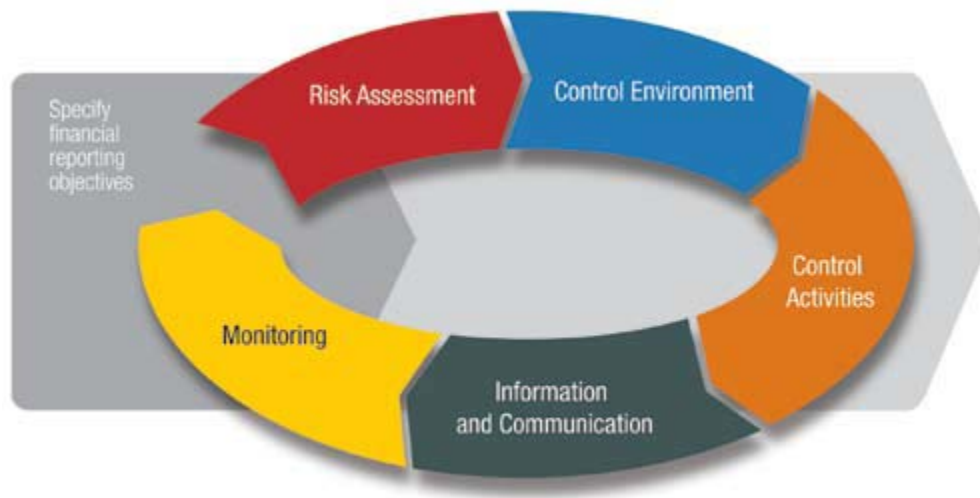 Specify
financial
reporting
objectives
Risk Assessment
Control Environment
Control
Activities
Information
and Communication
Monitoring